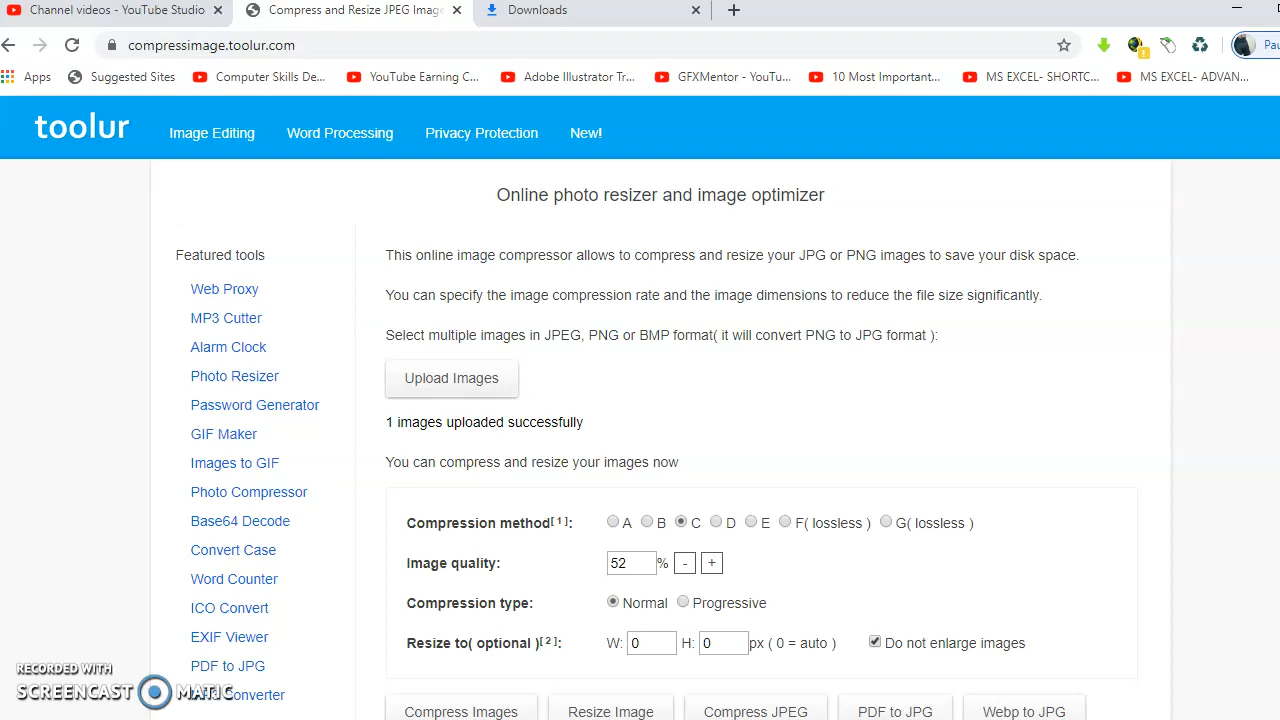 Channel videos - YouTube Studio
Compress and Resize JPEG Imag
Downloads
compressimage.toolur.com
Pau
Apps
Suggested Sites
Computer Skills De...
YouTube Earning C...
Adobe Illustrator Tr...
GFXMentor - YouTu...
10 Most Important...
MS EXCEL- SHORTC...
MS EXCEL- ADVAN...
toolur
Image Editing
Word Processing
Privacy Protection
New!
Online photo resizer and image optimizer
Featured tools
Web Proxy
MP3 Cutter
Alarm Clock
Photo Resizer
Password Generator
GIF Maker
Images to GIF
Photo Compressor
Base64 Decode
Convert Case
Word Counter
ICO Convert
EXIF Viewer
PDF to JPG
Converter
This online image compressor allows to compress and resize your JPG or PNG images to save your disk space.
You can specify the image compression rate and the image dimensions to reduce the file size significantly.
Select multiple images in JPEG, PNG or BMP format( it will convert PNG to JPG format ):
Upload Images
1 images uploaded successfully
You can compress and resize your images now
Compression method[ 1 ]: A B C D E F( lossless ) G( lossless )
Image quality: 52 % - +
Compression type: Normal Progressive
Resize to( optional )[ 2 ]: W: 0 H: 0 px ( 0 = auto ) Do not enlarge images
Compress Images
Resize Image
Compress JPEG
PDF to JPG
Webp to JPG
RECORDED WITH
SCREENCAST MATIC